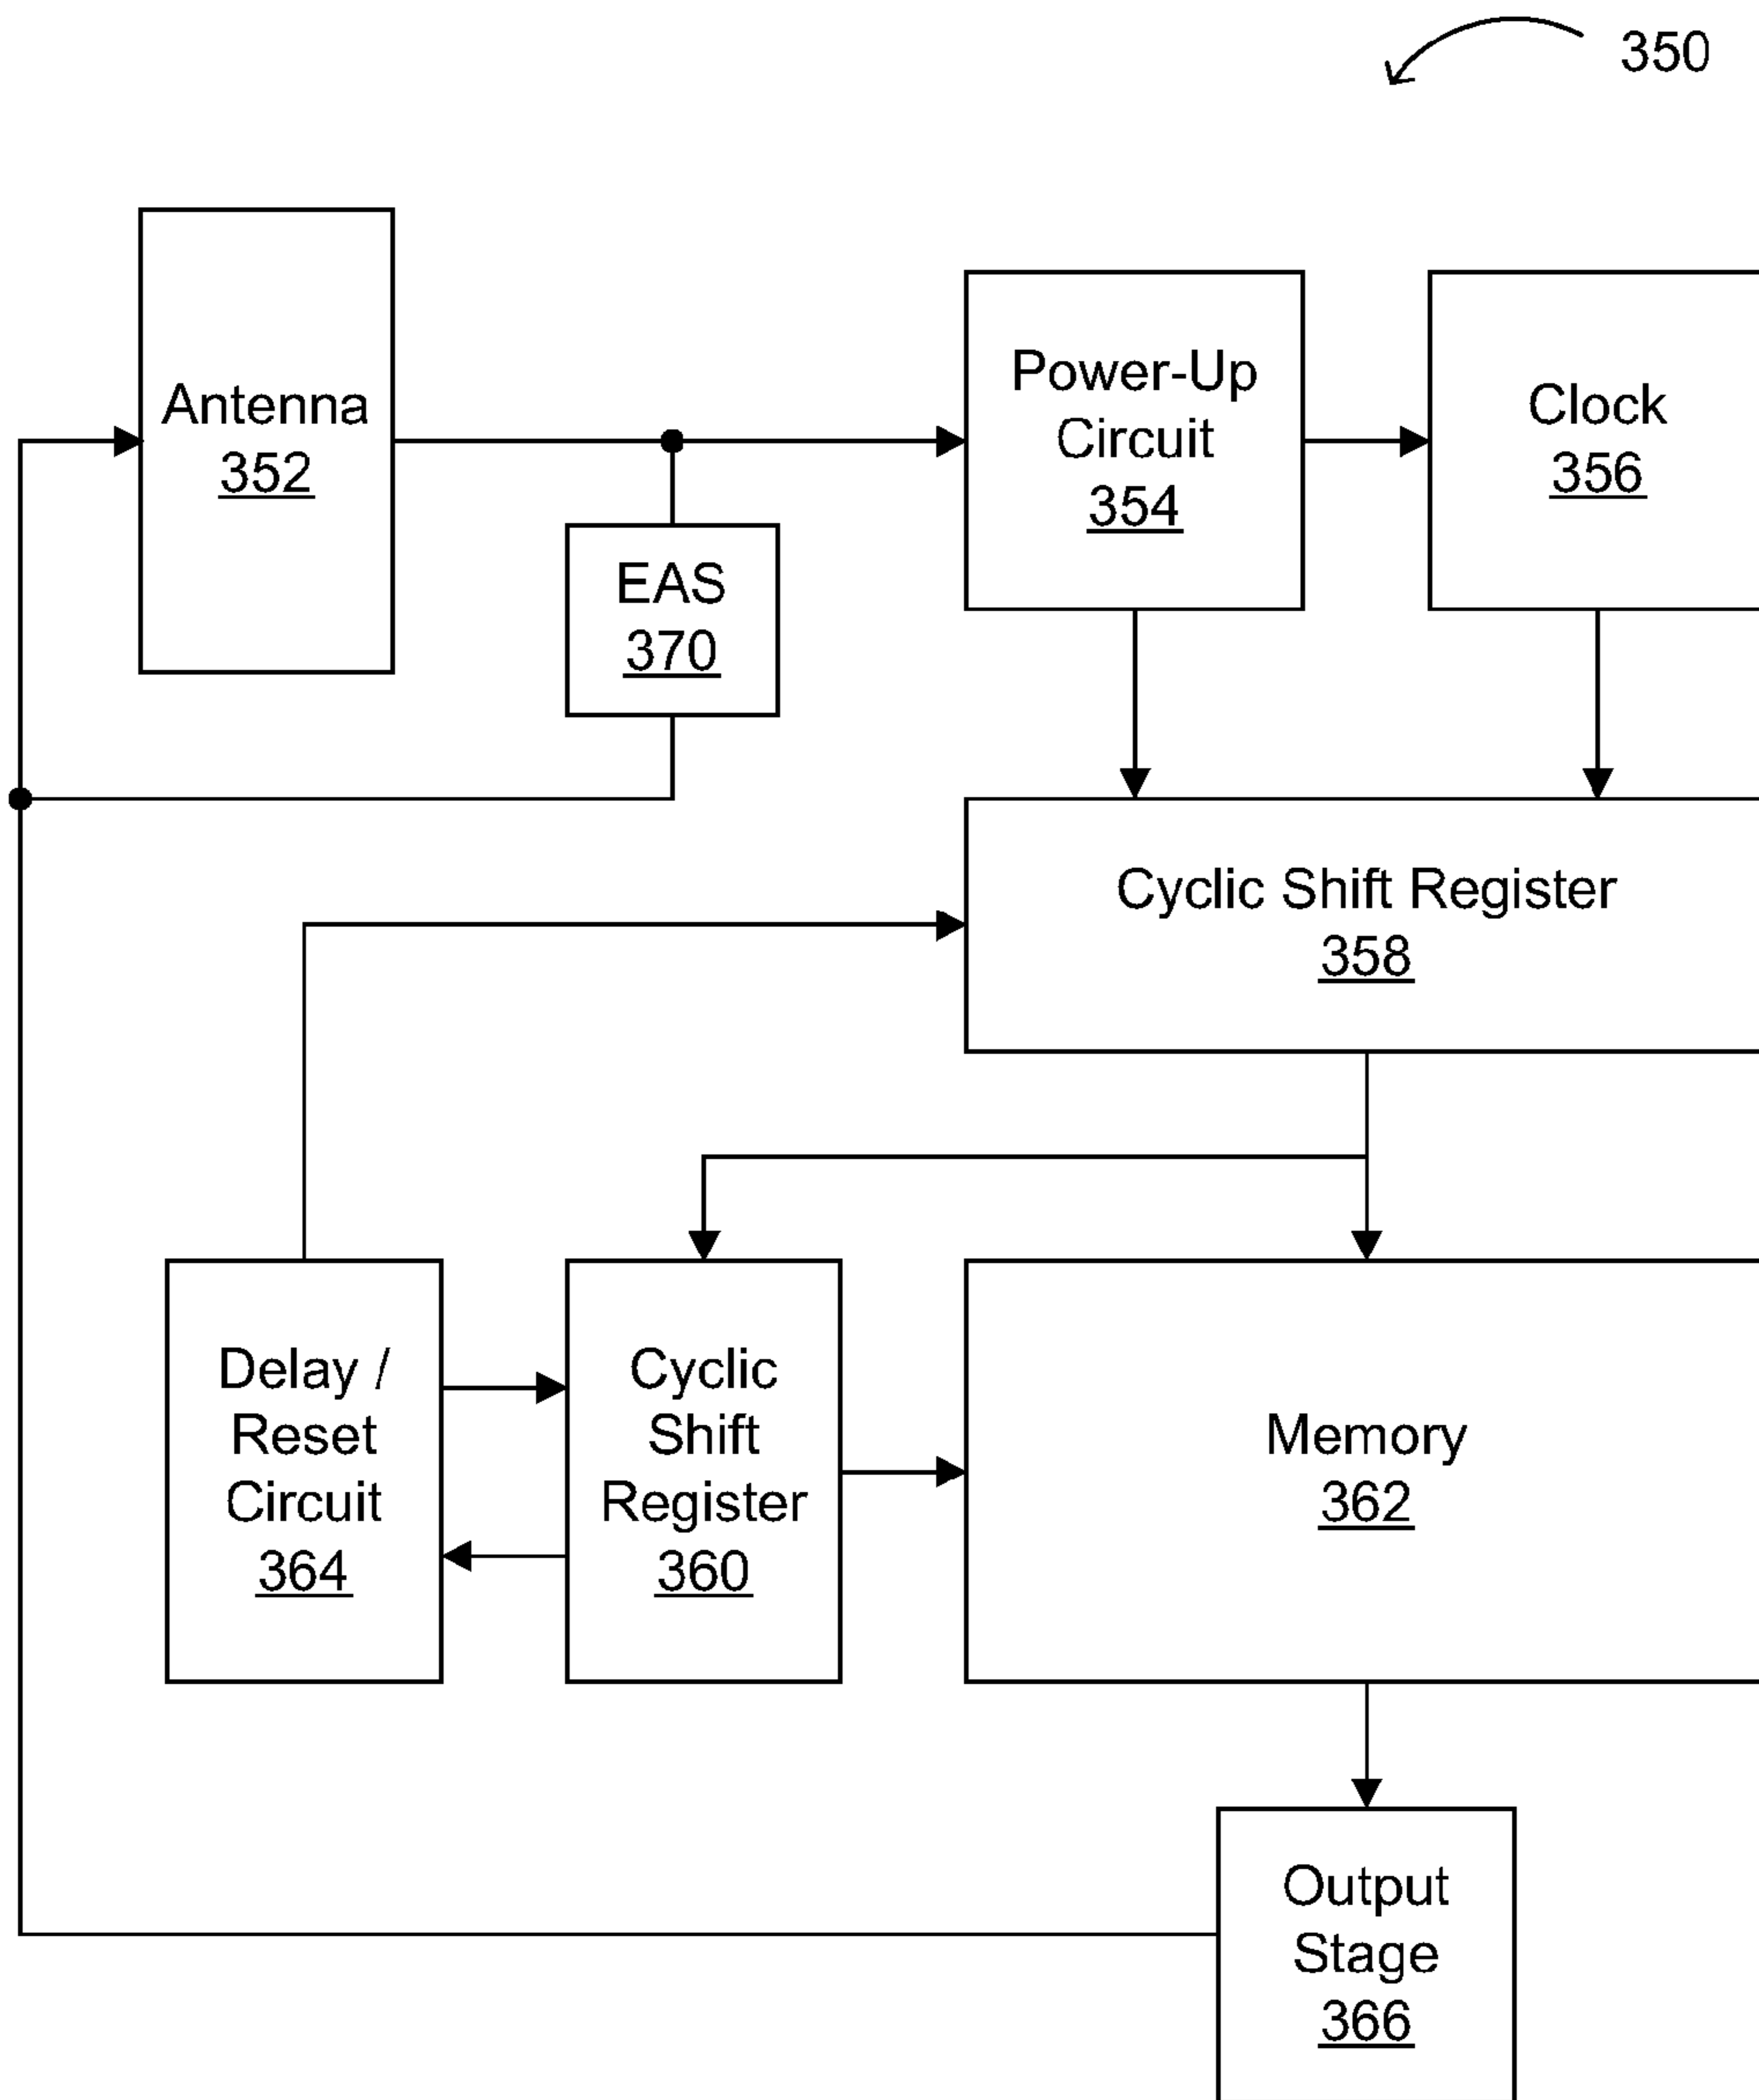 350
Antenna
352
EAS
370
Power-Up
Circuit
354
Clock
356
Cyclic Shift Register
358
Delay /
Reset
Circuit
364
Cyclic
Shift
Register
360
Memory
362
Output
Stage
366